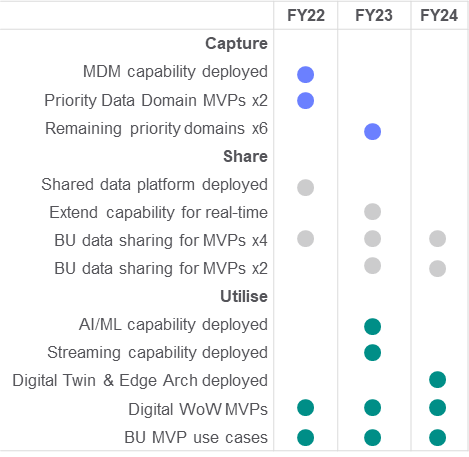 FY22 FY23 FY24
Capture
MDM capability deployed
Priority Data Domain MVPs x2
Remaining priority domains x6
Share
Shared data platform deployed
Extend capability for real-time
BU data sharing for MVPs x4
BU data sharing for MVPs x2
Utilise
AI/ML capability deployed
Streaming capability deployed
Digital Twin & Edge Arch deployed
Digital WoW MVPs
BU MVP use cases